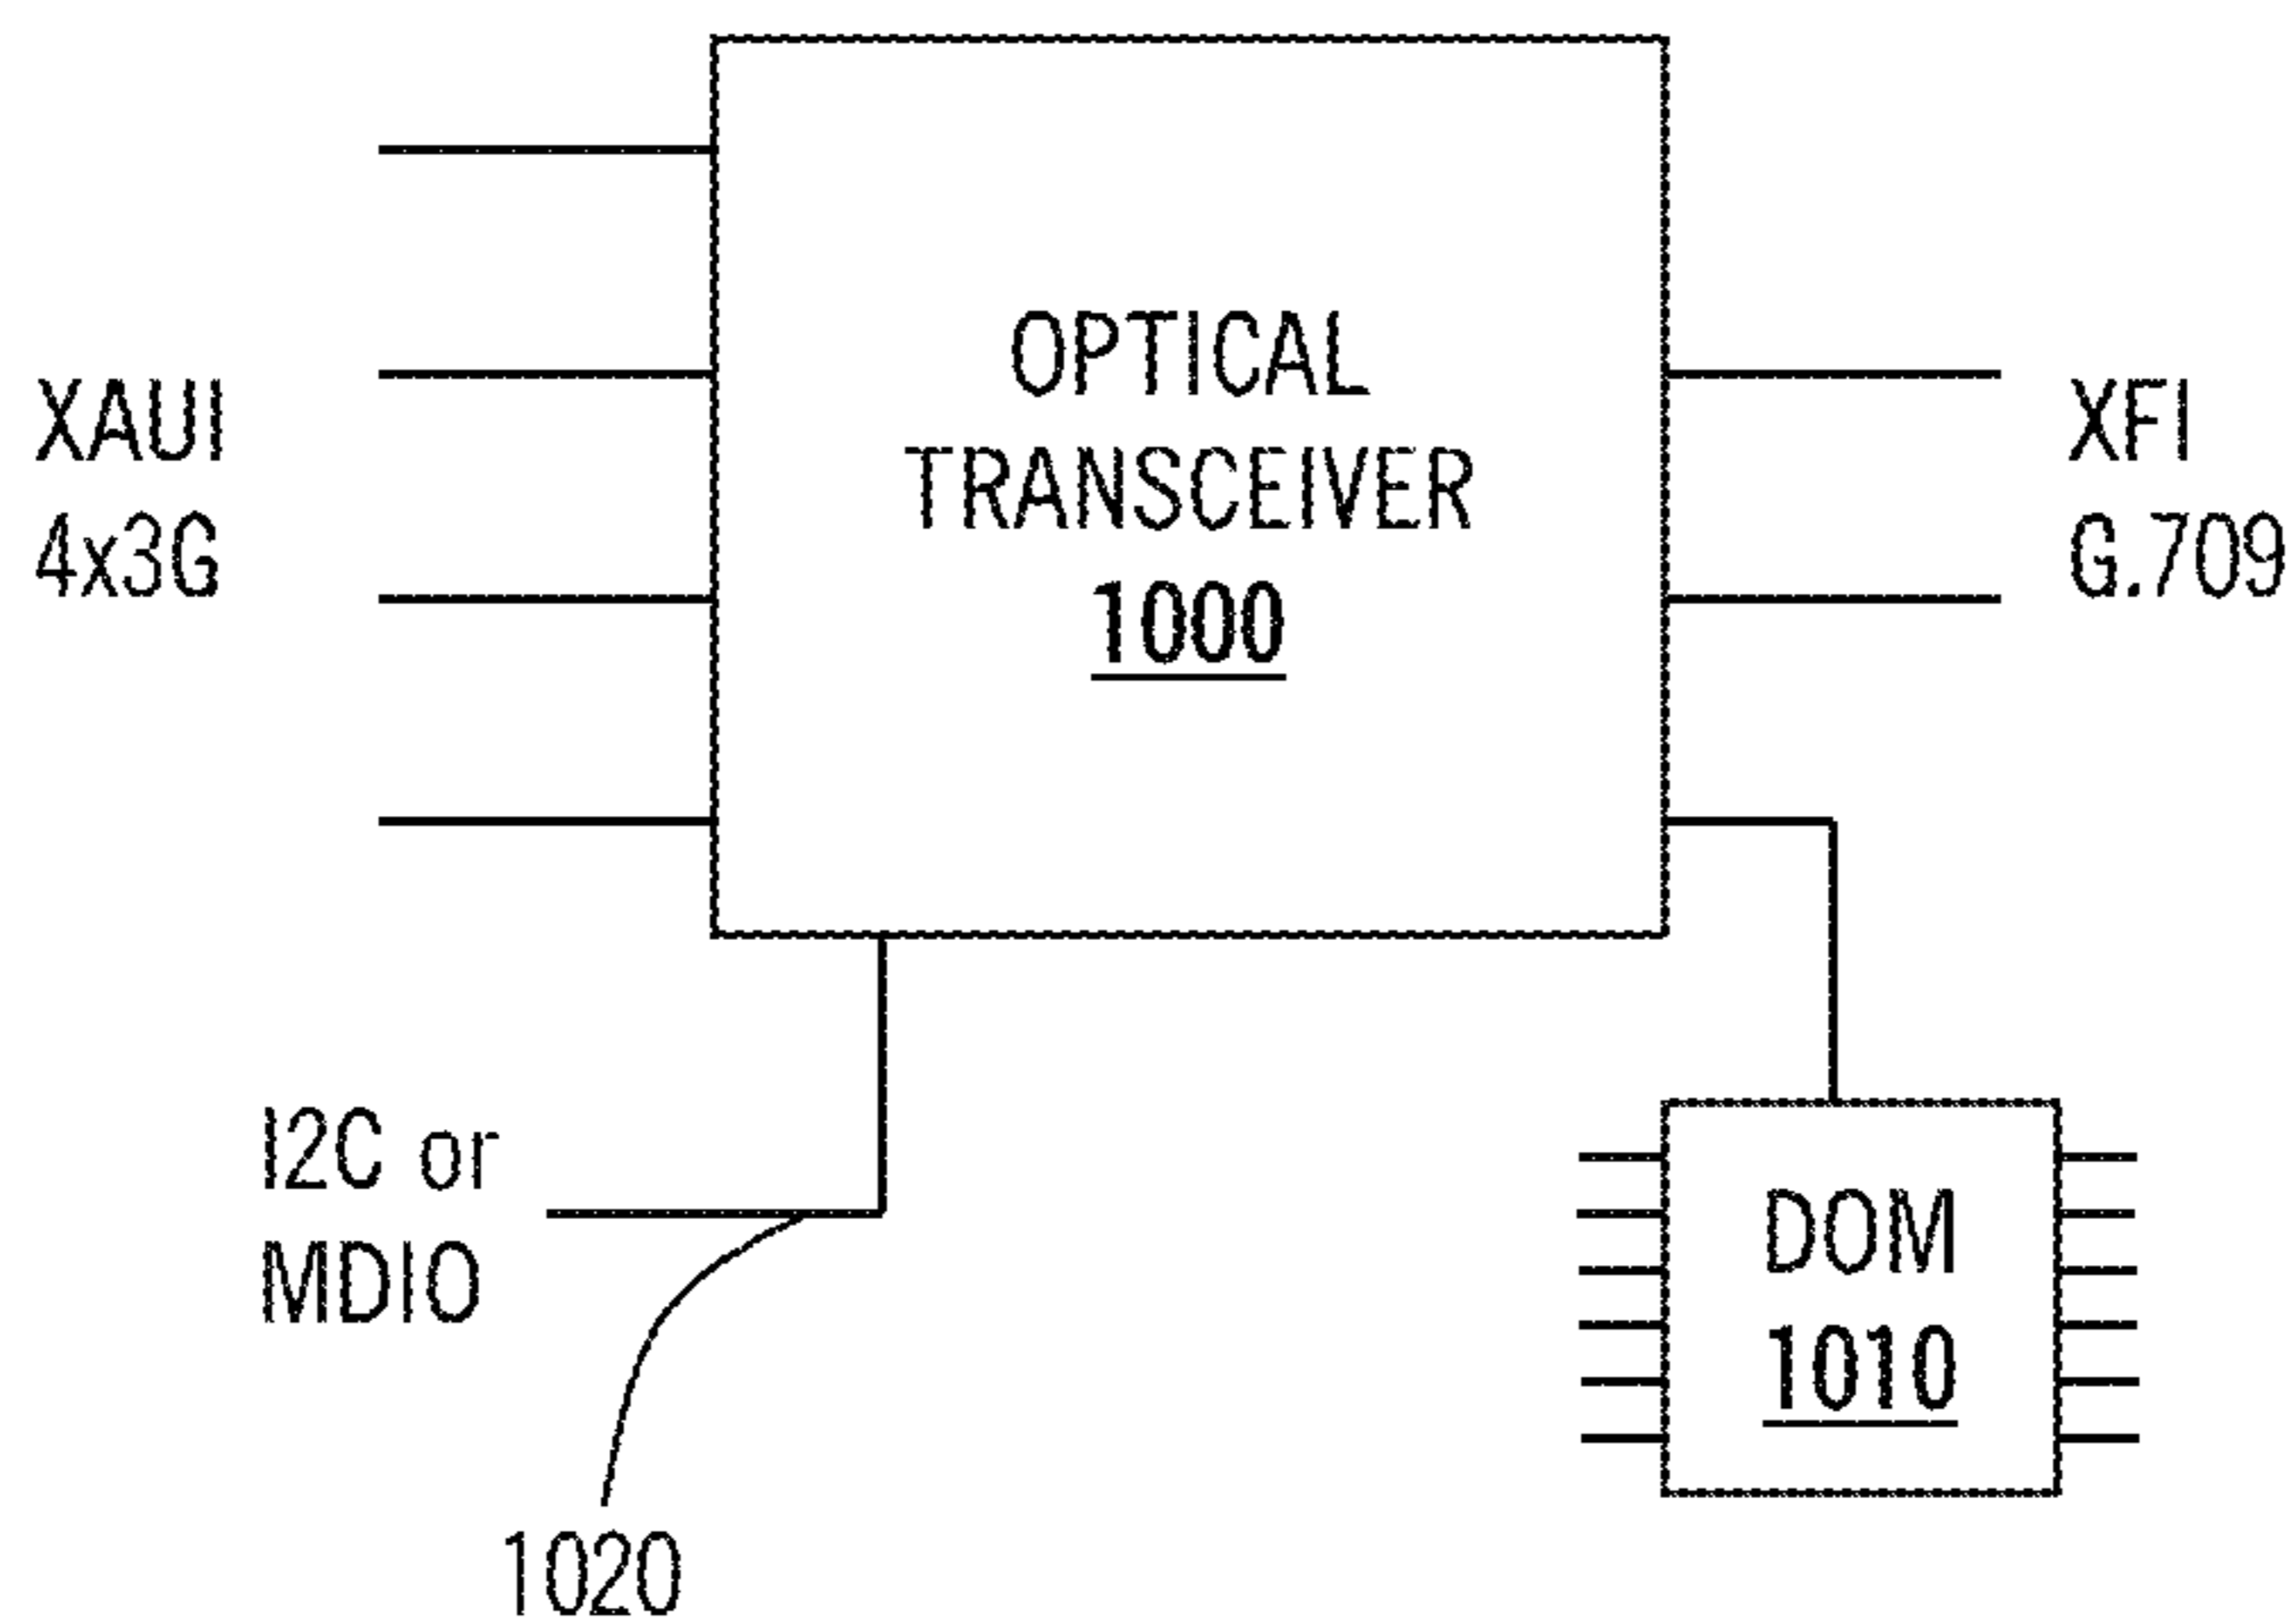 OPTICAL
TRANSCEIVER
1000
XAUI
4x3G
XFI
G.709
I2C or
MDIO
DOM
1010
1020